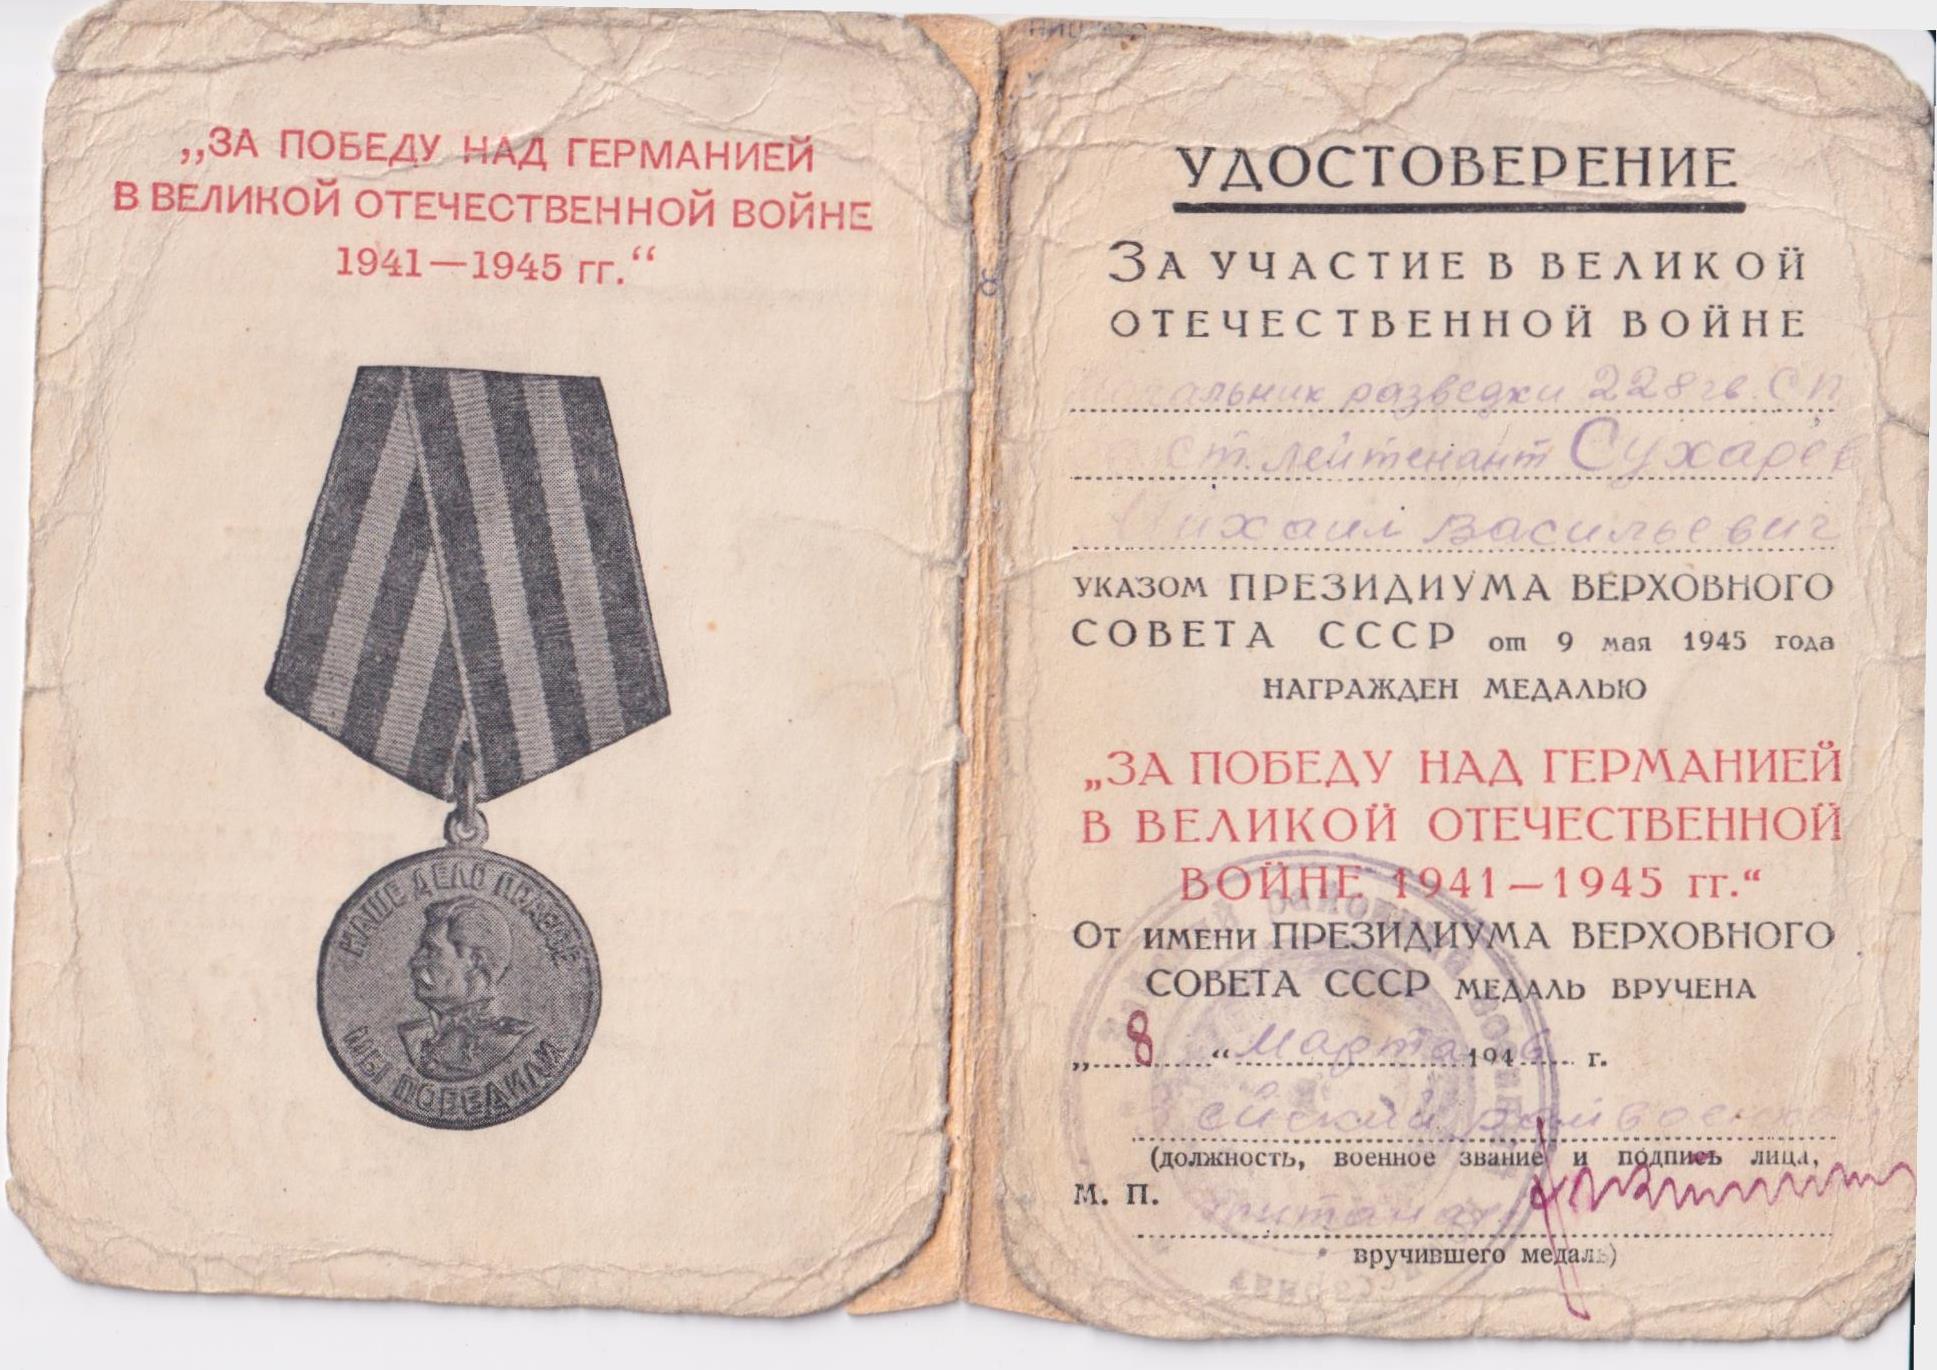 „ЗА ПОБЕДУ НАД ГЕРМАНИЕЙ
В ВЕЛИКОЙ ОТЕЧЕСТВЕННОЙ ВОЙНЕ
1941—1945 гг.“
НАШЕ ДЕЛО ПРАВОЕ
МЫ ПОБЕДИЛИ
УДОСТОВЕРЕНИЕ
ЗА УЧАСТИЕ В ВЕЛИКОЙ
ОТЕЧЕСТВЕННОЙ ВОЙНЕ
Начальник разведки 228 гв. СП
ст. лейтенант Сухарев
Михаил Васильевич
УКАЗОМ ПРЕЗИДИУМА ВЕРХОВНОГО
СОВЕТА СССР от 9 мая 1945 года
НАГРАЖДЕН МЕДАЛЬЮ
„ЗА ПОБЕДУ НАД ГЕРМАНИЕЙ
В ВЕЛИКОЙ ОТЕЧЕСТВЕННОЙ
ВОЙНЕ 1941—1945 гг.“
ОТ ИМЕНИ ПРЕЗИДИУМА ВЕРХОВНОГО
СОВЕТА СССР МЕДАЛЬ ВРУЧЕНА
„8“ марта 1946 г.
(должность, военное звание и подпись лица,
М. П.
вручившего медаль)